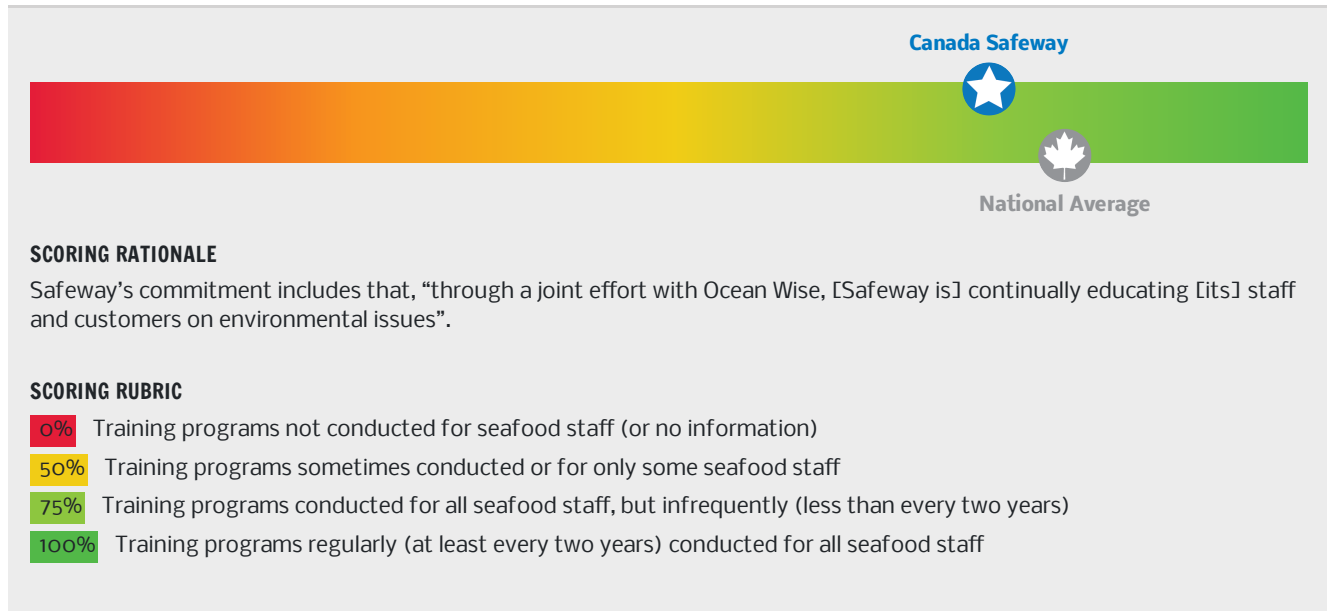 Canada Safeway
National Average
SCORING RATIONALE
Safeway’s commitment includes that, “through a joint effort with Ocean Wise, [Safeway is] continually educating [its] staff
and customers on environmental issues”.
SCORING RUBRIC
0% Training programs not conducted for seafood staff (or no information)
50% Training programs sometimes conducted or for only some seafood staff
75% Training programs conducted for all seafood staff, but infrequently (less than every two years)
100% Training programs regularly (at least every two years) conducted for all seafood staff